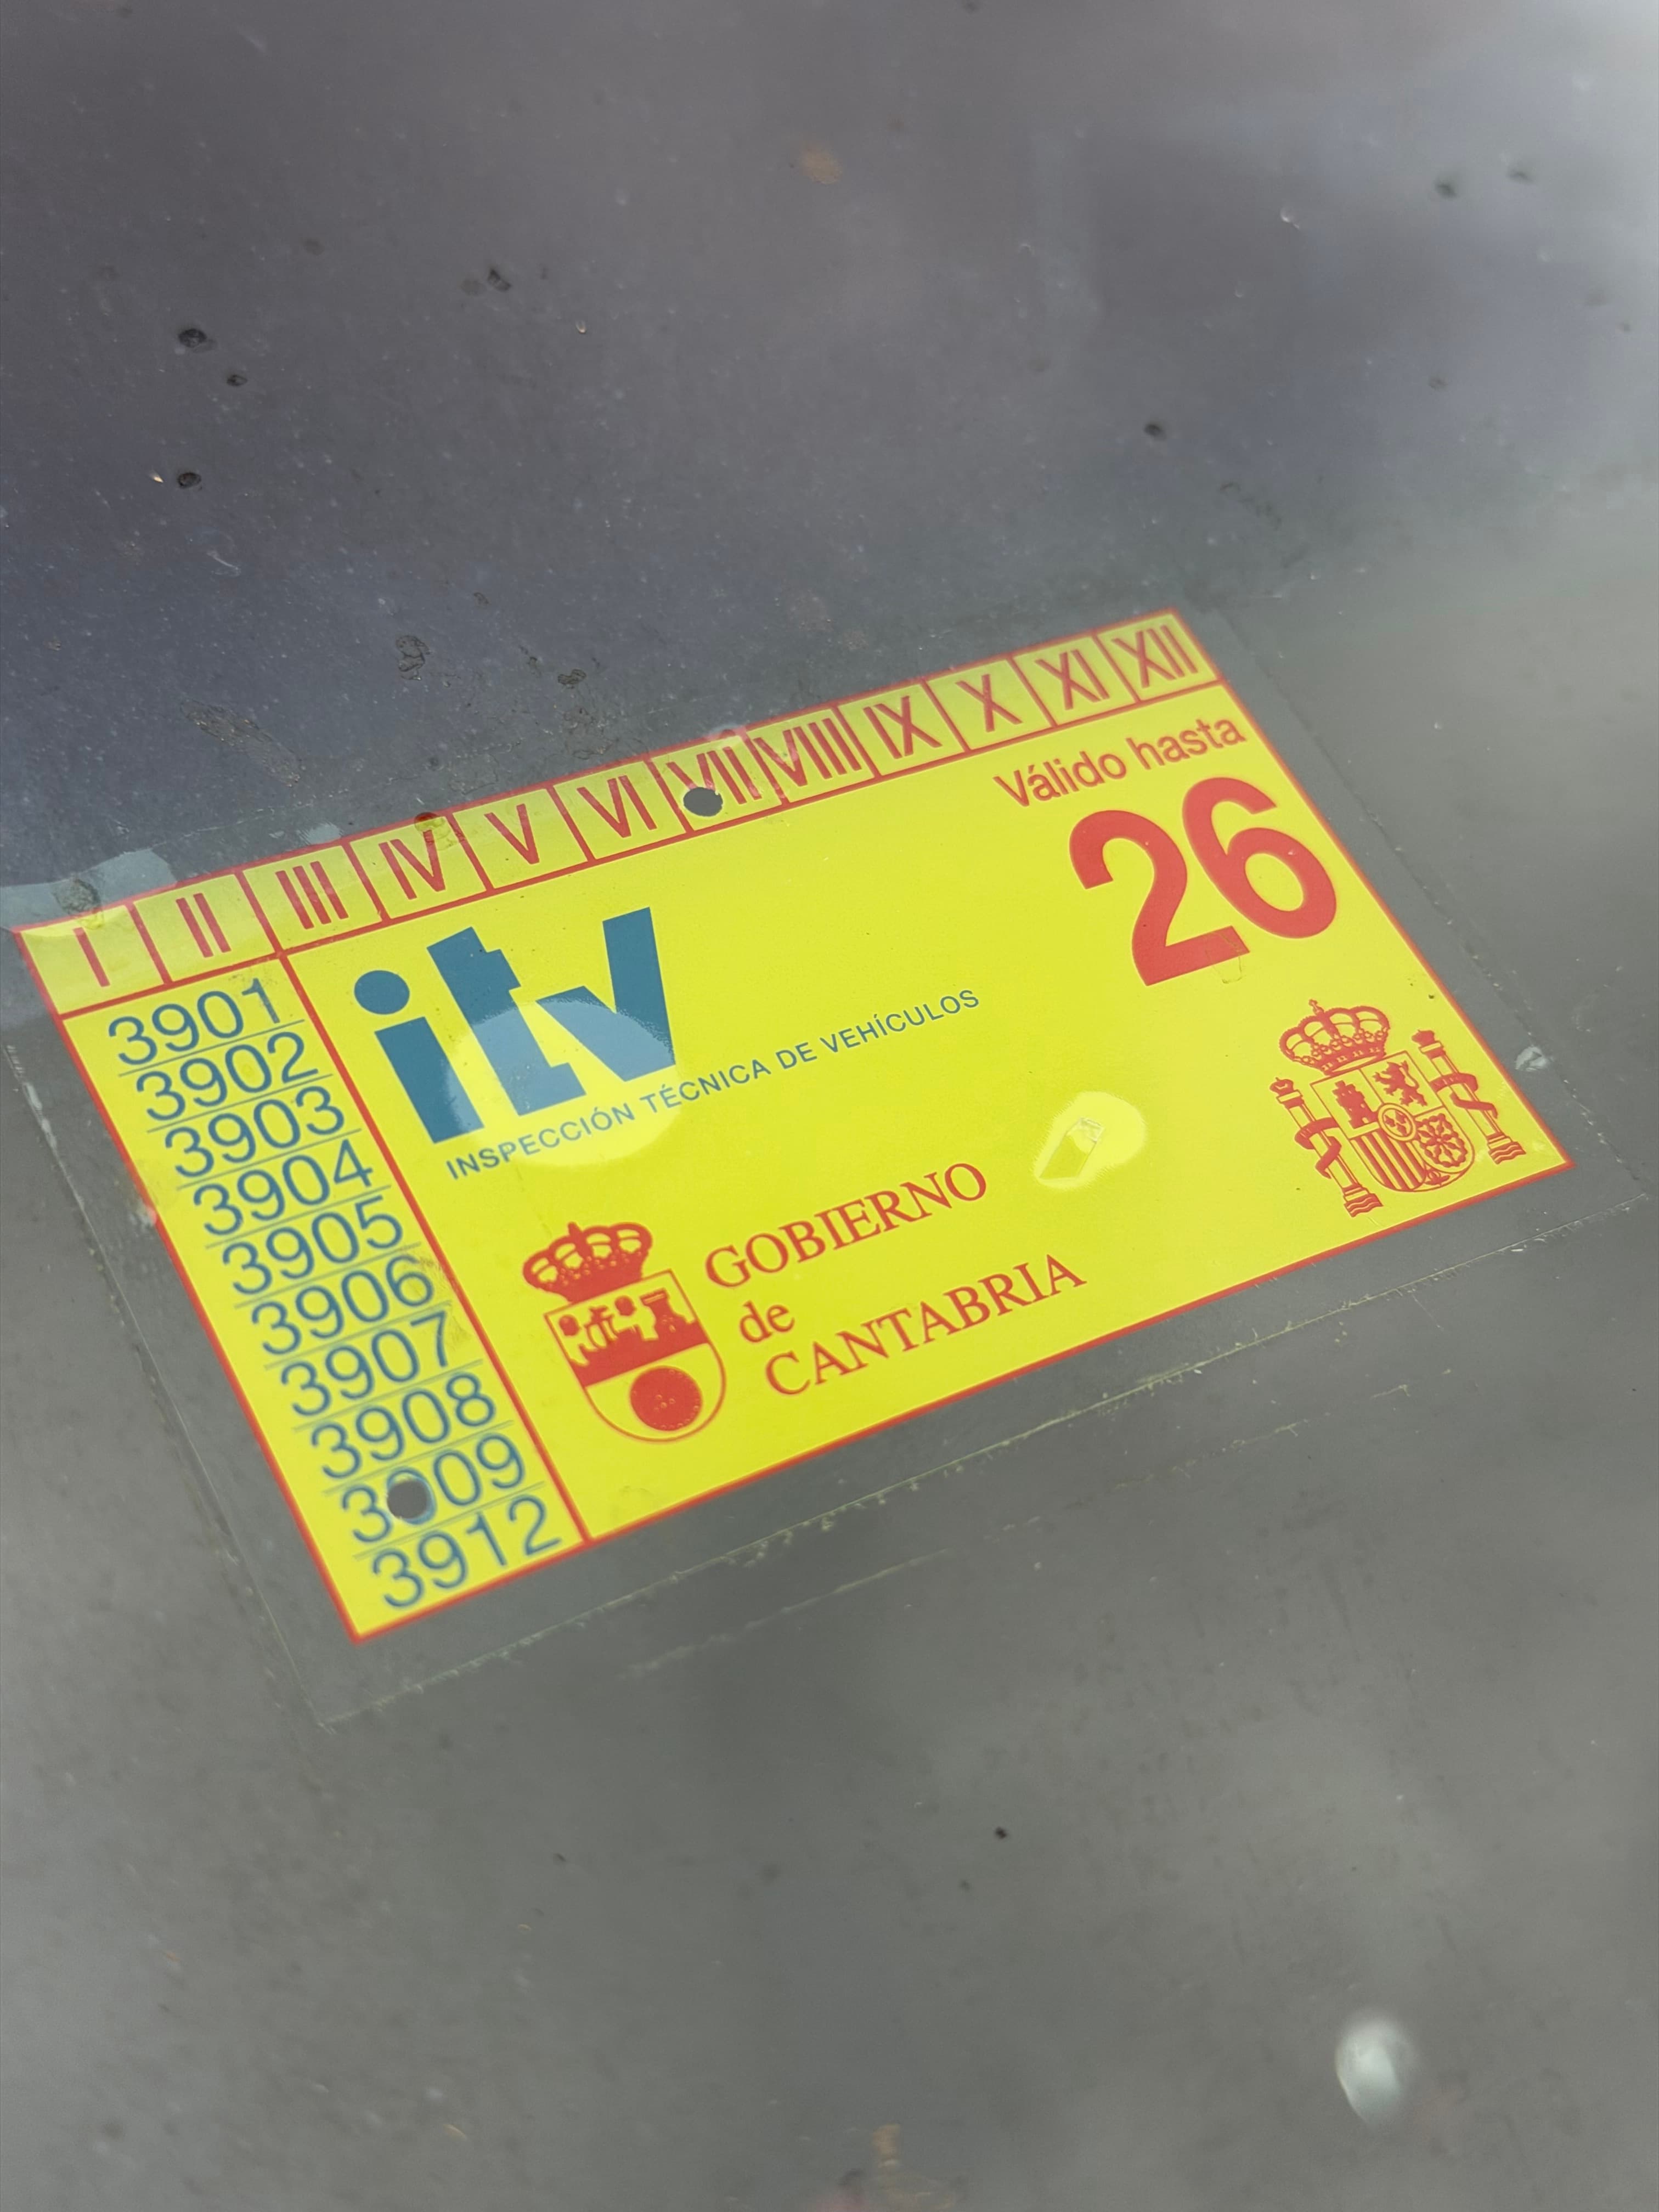 I II III IV V VI VII VIII IX X XI XII
Válido hasta
26
3901
3902
3903
3904
3905
3906
3907
3908
3909
3912
itv
INSPECCIÓN TÉCNICA DE VEHÍCULOS
GOBIERNO
de
CANTABRIA